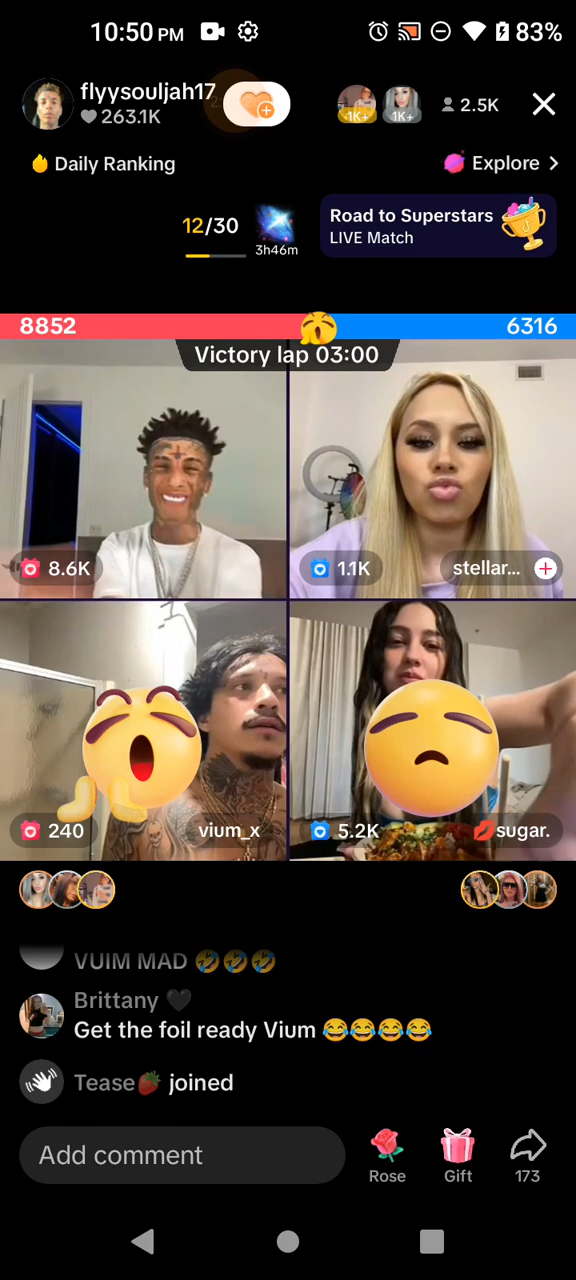 10:50 PM
83%
flyysouljah17
263.1K
1K+
1K+
2.5K
Daily Ranking
Explore >
12/30
3h46m
Road to Superstars
LIVE Match
8852
6316
Victory lap 03:00
8.6K
1.1K
stellar...
240
vium_x
5.2K
💋sugar.
VUIM MAD 🤣🤣🤣
Brittany 🖤
Get the foil ready Vium 😂😂😂😂
Tease🍓 joined
Add comment
Rose
Gift
173